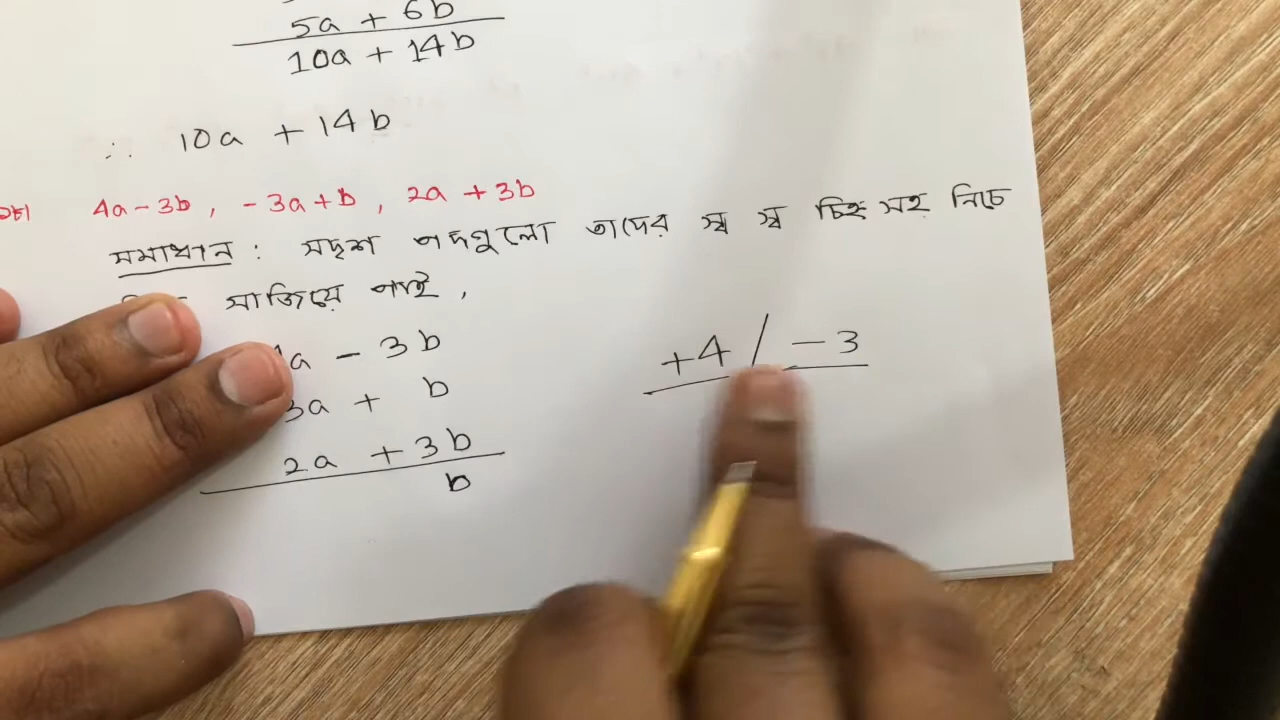 5a + 6b
10a + 14b
∴ 10a + 14b
4a - 3b, - 3a + b, 2a + 3b
সমাধান : সদৃশ পদগুলো তাদের স্ব স্ব চিহ্ন সহ নিচে
সাজিয়ে পাই,
a - 3b
3a + b
2a + 3b
b
+4 / - 3